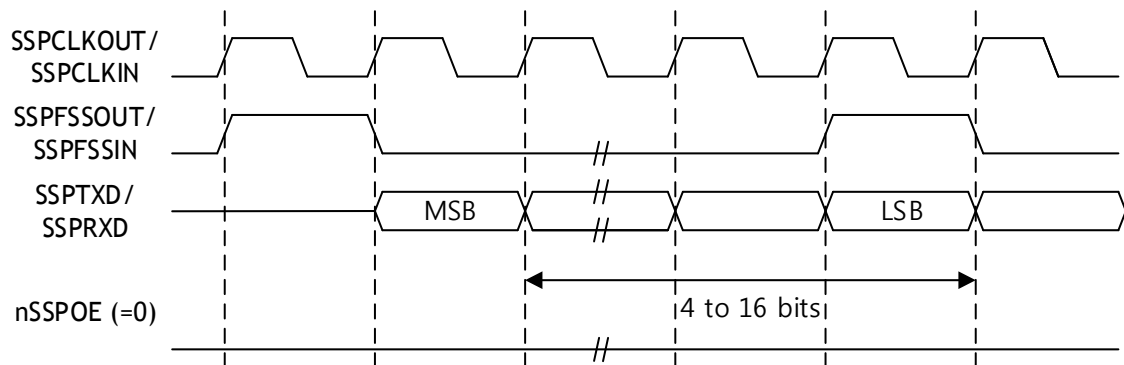 SSPCLKOUT/
SSPCLKIN
SSPFSSOUT/
SSPFSSIN
SSPTXD/
SSPRXD
MSB
LSB
4 to 16 bits
nSSPOE (=0)